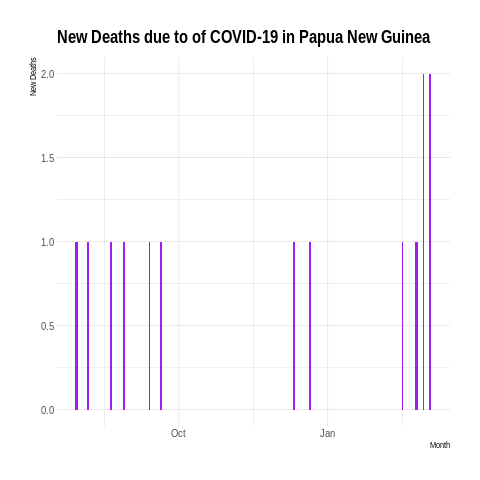 New Deaths due to of COVID-19 in Papua New Guinea
New Deaths
2.0
1.5
1.0
0.5
0.0
Oct
Jan
Month